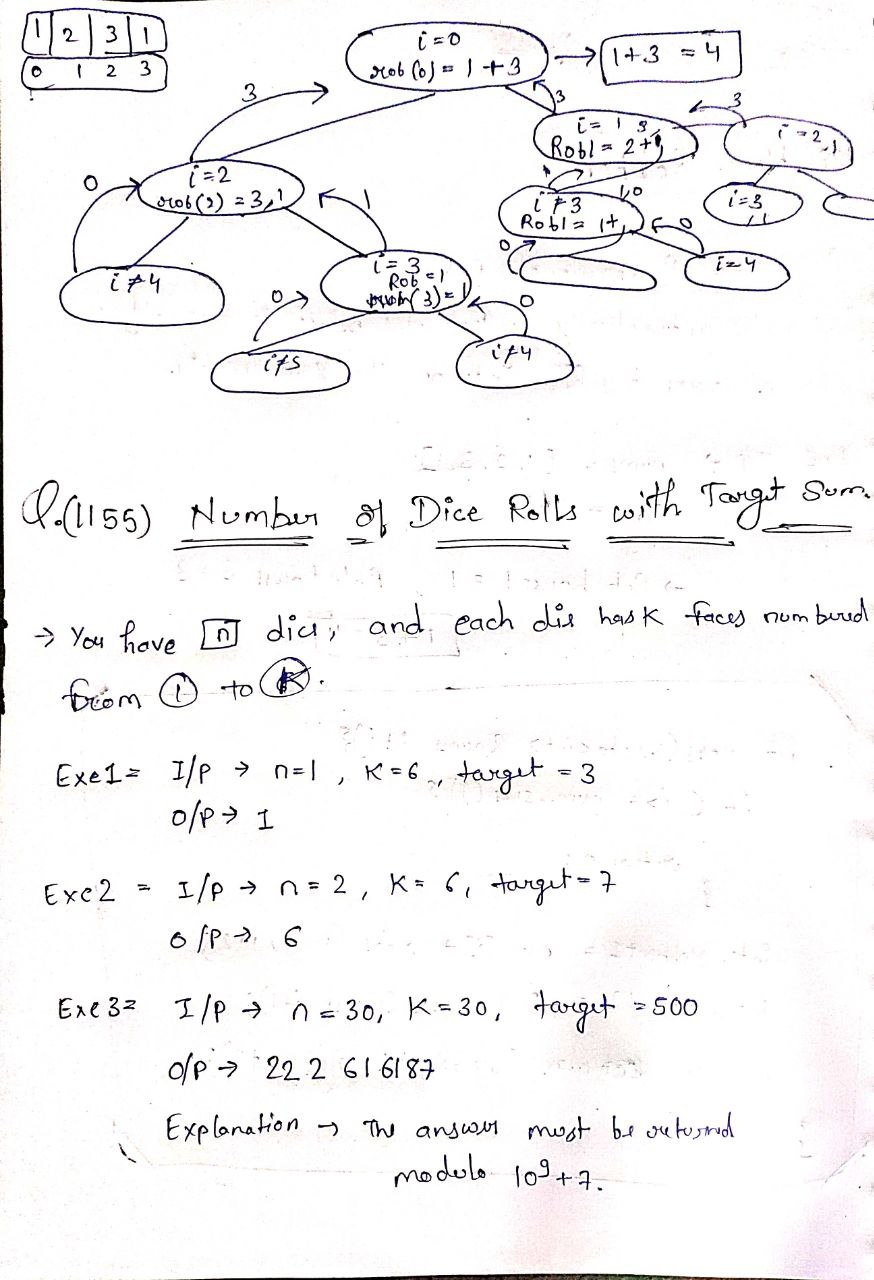 1 2 3 1
0 1 2 3
i=0
rob(0) = 1+3
→ 1+3 = 4
3
3
3
i= 1
Rob1 = 2+
i=2
i=2
rob(2) = 3,1
0
1
i≠3
Rob1 = 1+
1,0
i=3
1,1
0
0
i=4
i≠4
i=3
Rob=1
(3)=1
0
0
i≠5
i≠4
Q.(1155) Number of Dice Rolls with Target Sum.
→ You have n dice, and each die has K faces numbered
from 1 to K.
Exe1= I/P → n=1, K=6, target = 3
O/P → 1
Exe2 = I/P → n=2, K=6, target=7
O/P → 6
Exe3= I/P → n=30, K=30, target =500
O/P → 222616187
Explanation → The answer must be returned
modulo 10^9+7.